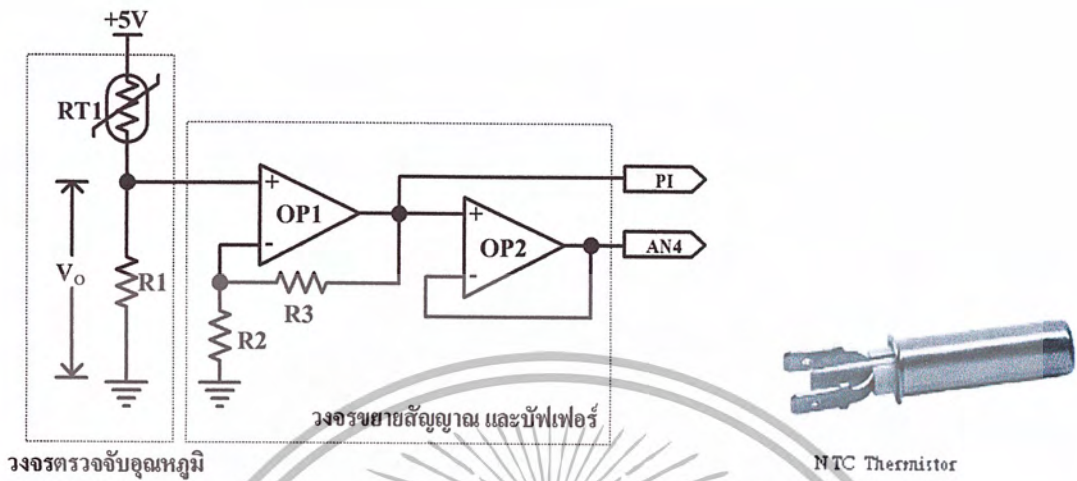 +5V
RT1
PI
OP1
OP2
AN4
Vo
R1
R3
R2
วงจรขยายสัญญาณ และบัฟเฟอร์
วงจรตรวจจับอุณหภูมิ
NTC Thermistor